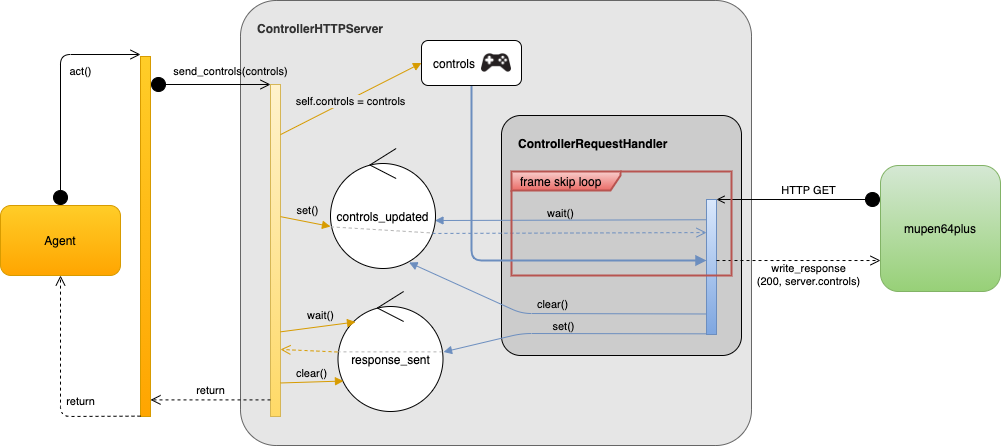 ControllerHTTPServer
act()
send_controls(controls)
controls
self.controls = controls
ControllerRequestHandler
frame skip loop
HTTP GET
set()
controls_updated
wait()
Agent
mupen64plus
write_response
(200, server.controls)
clear()
wait()
set()
response_sent
clear()
return
return